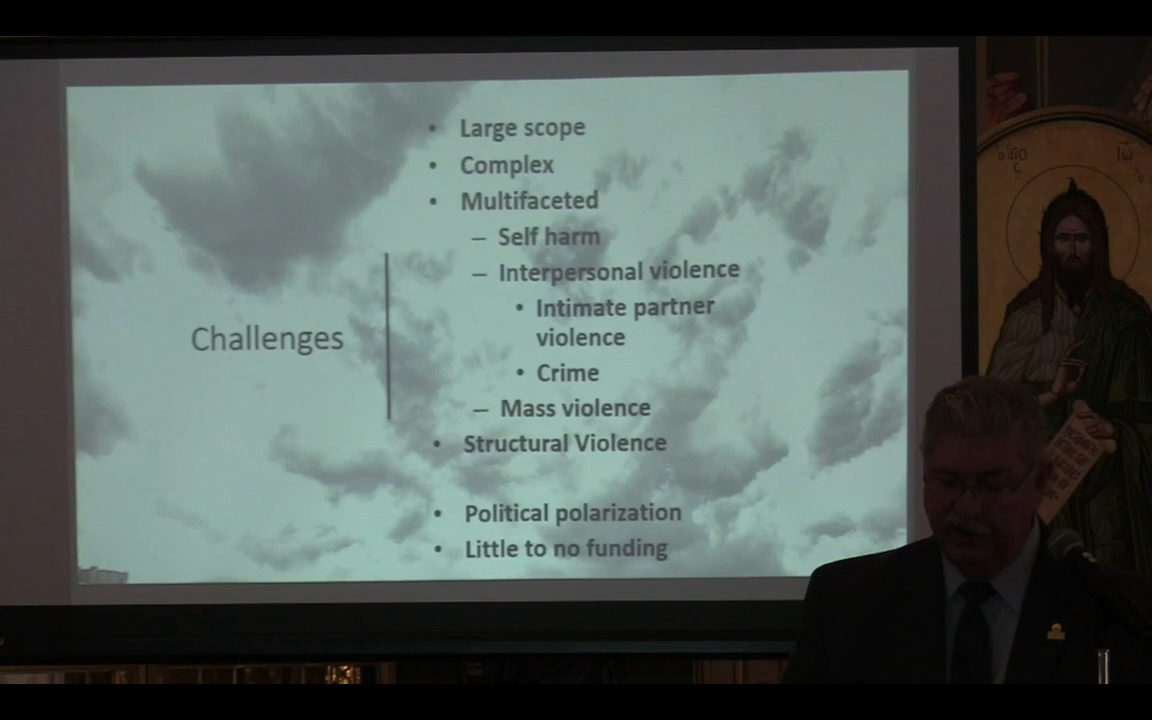 Challenges
• Large scope
• Complex
• Multifaceted
– Self harm
– Interpersonal violence
• Intimate partner
violence
• Crime
– Mass violence
• Structural Violence
• Political polarization
• Little to no funding